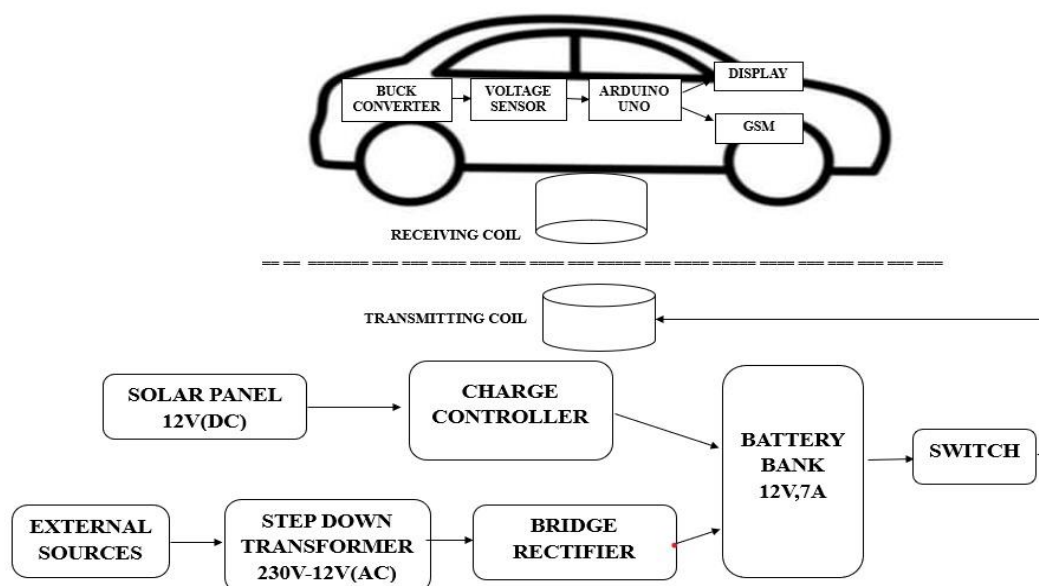 BUCK
CONVERTER
VOLTAGE
SENSOR
ARDUINO
UNO
DISPLAY
GSM
RECEIVING COIL
TRANSMITTING COIL
SOLAR PANEL
12V(DC)
CHARGE
CONTROLLER
BATTERY
BANK
12V,7A
SWITCH
EXTERNAL
SOURCES
STEP DOWN
TRANSFORMER
230V-12V(AC)
BRIDGE
RECTIFIER